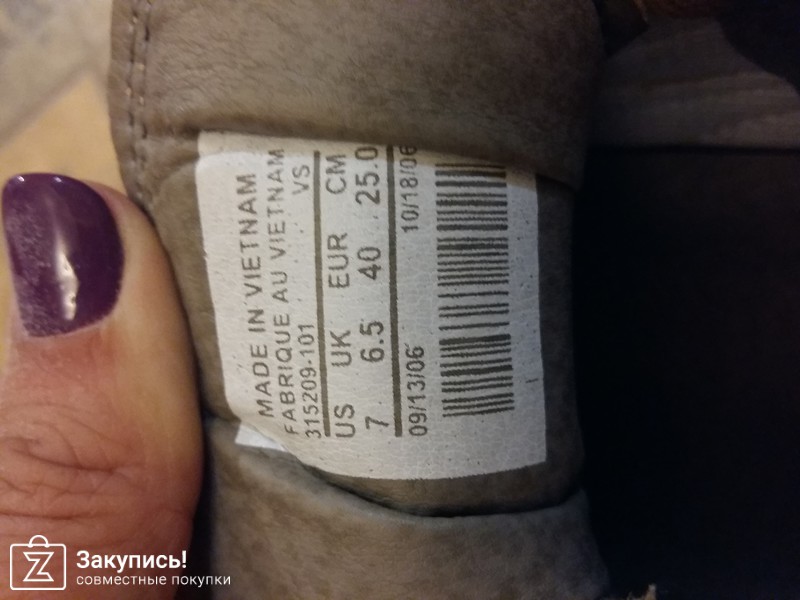 MADE IN VIETNAM
FABRIQUE AU VIETNAM
315209-101 VS
US UK EUR CM
7 6.5 40 25.0
09/13/06 10/18/06
Закупись!
совместные покупки